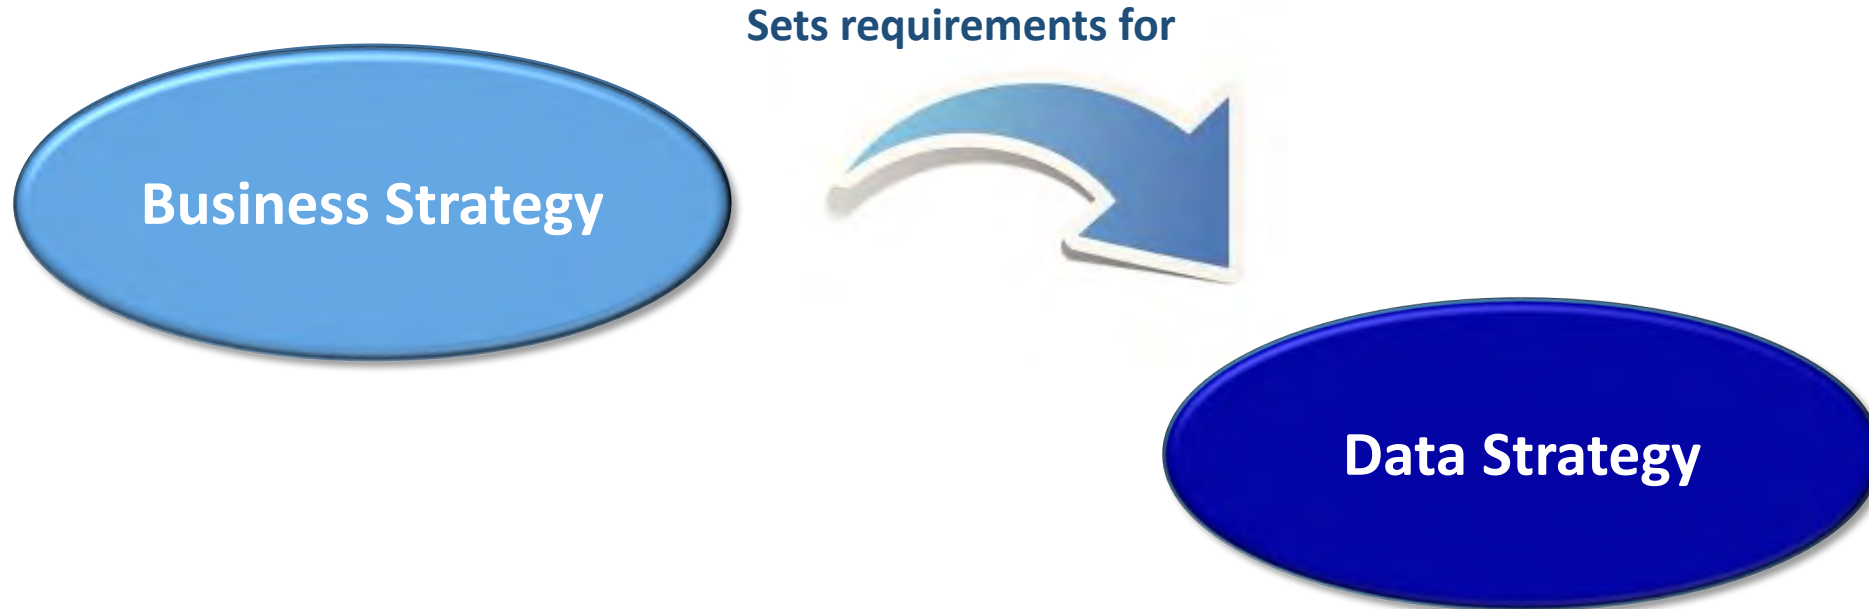 Sets requirements for
Business Strategy
Data Strategy